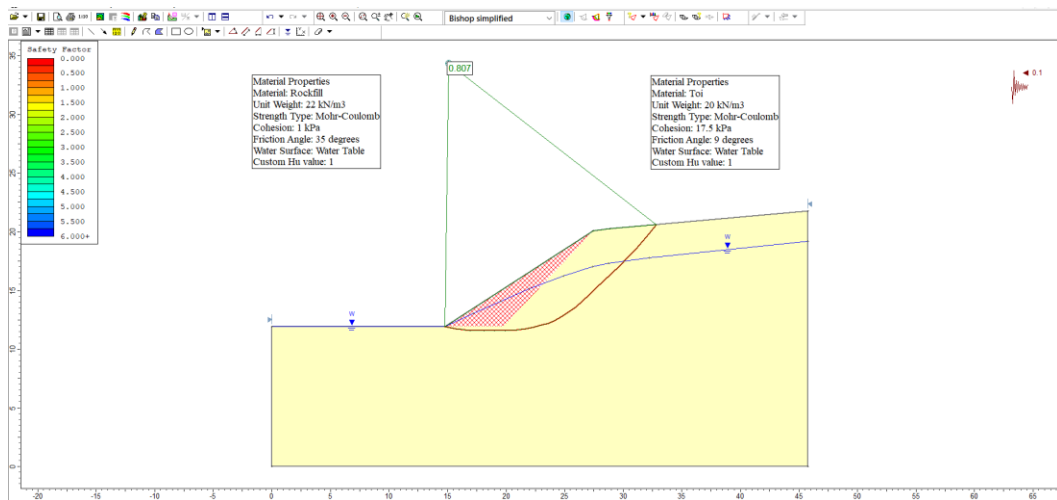 1:00
Bishop simplified
Safety Factor
0.000
0.500
1.000
1.500
2.000
2.500
3.000
3.500
4.000
4.500
5.000
5.500
6.000+
Material Properties
Material: Rockfill
Unit Weight: 22 kN/m3
Strength Type: Mohr-Coulomb
Cohesion: 1 kPa
Friction Angle: 35 degrees
Water Surface: Water Table
Custom Hu value: 1
0.807
Material Properties
Material: Toi
Unit Weight: 20 kN/m3
Strength Type: Mohr-Coulomb
Cohesion: 17.5 kPa
Friction Angle: 9 degrees
Water Surface: Water Table
Custom Hu value: 1
0.1
W
W
35
30
25
20
15
10
5
0
-20 -15 -10 -5 0 5 10 15 20 25 30 35 40 45 50 55 60 65